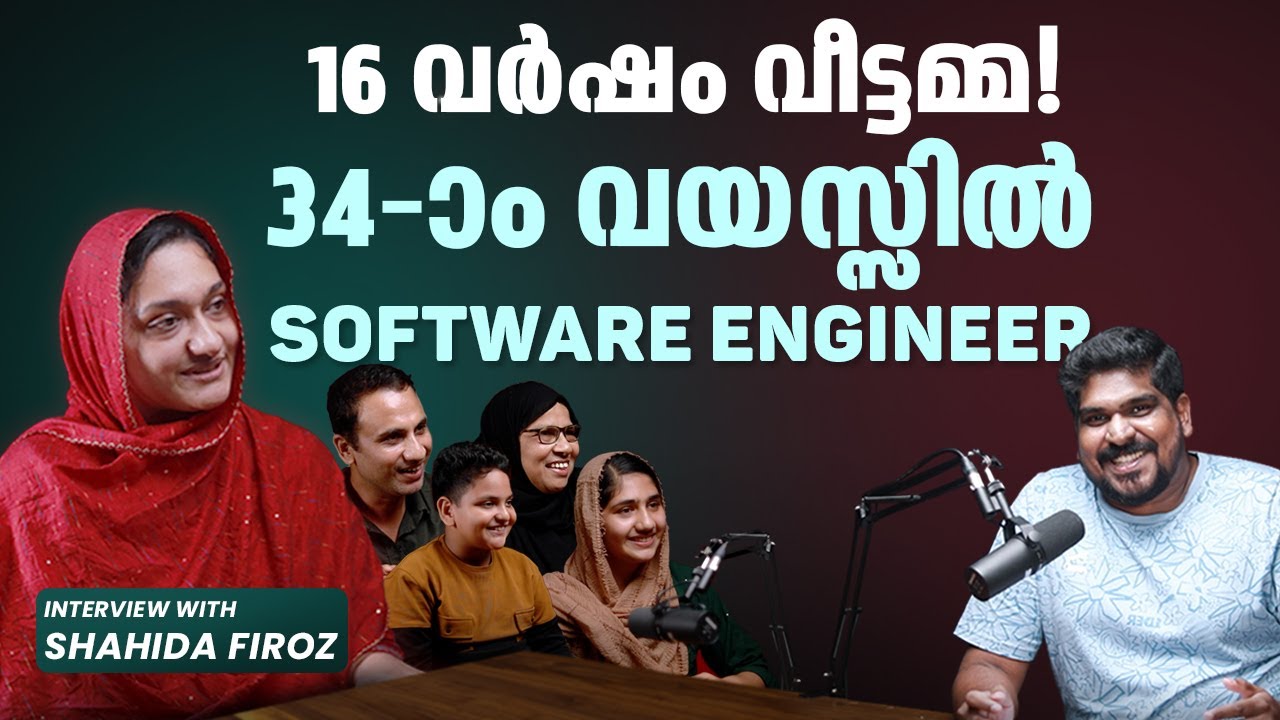 16 വർഷം വീട്ടമ്മ!
34-ാം വയസ്സിൽ
SOFTWARE ENGINEER
INTERVIEW WITH
SHAHIDA FIROZ